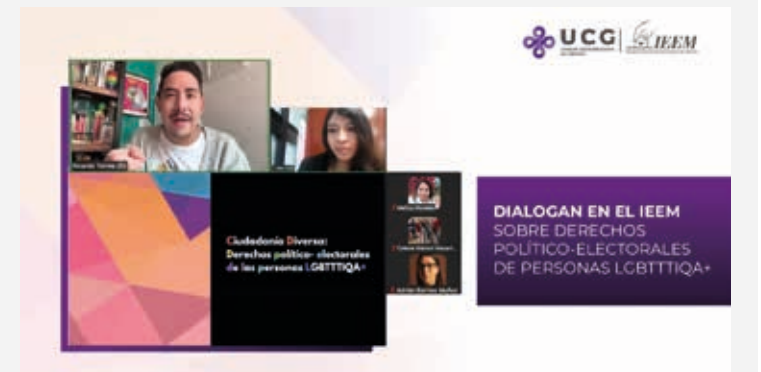 UCG
IEEM
Ciudadanía Diversa:
Derechos político- electorales
de las personas LGBTTTIQA+
DIALOGAN EN EL IEEM
SOBRE DERECHOS
POLÍTICO-ELECTORALES
DE PERSONAS LGBTTTIQA+